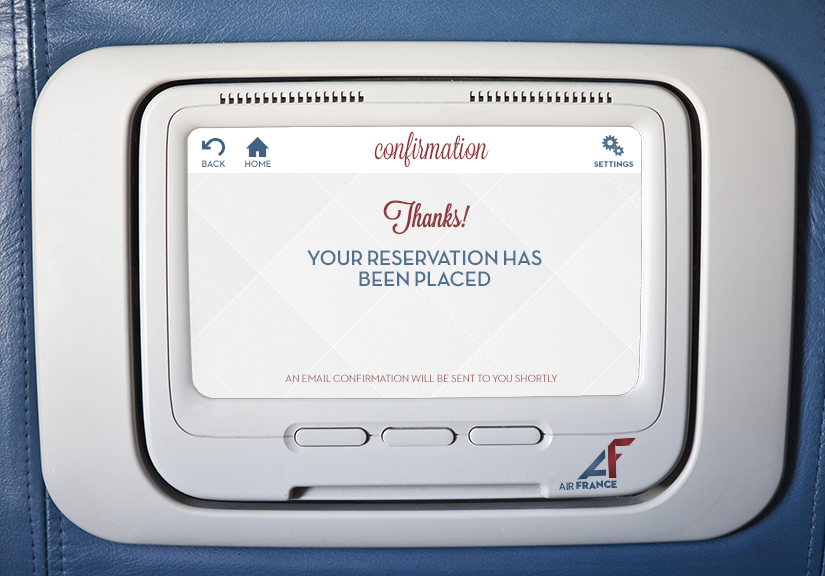 confirmation
BACK
HOME
SETTINGS
Thanks!
YOUR RESERVATION HAS
BEEN PLACED
AN EMAIL CONFIRMATION WILL BE SENT TO YOU SHORTLY
AF
AIR FRANCE